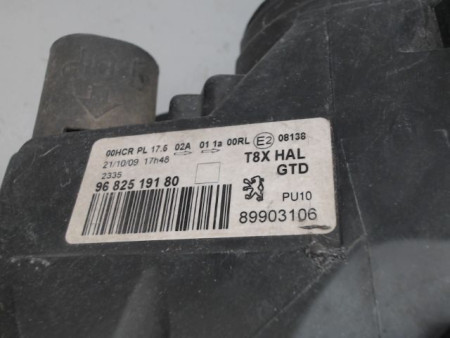 00HCR PL 17.5 02A 01 1a 00RL E2 08138
21/10/09 17h48
2335
T8X HAL
GTD
96 825 191 80
PU10
89903106